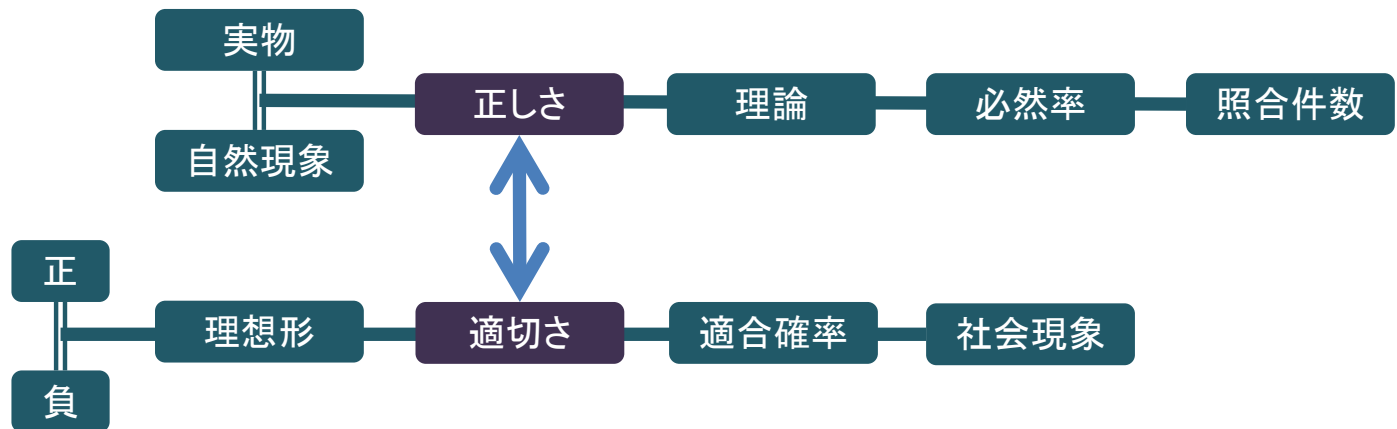 実物
自然現象
正しさ
理論
必然率
照合件数
正
負
理想形
適切さ
適合確率
社会現象